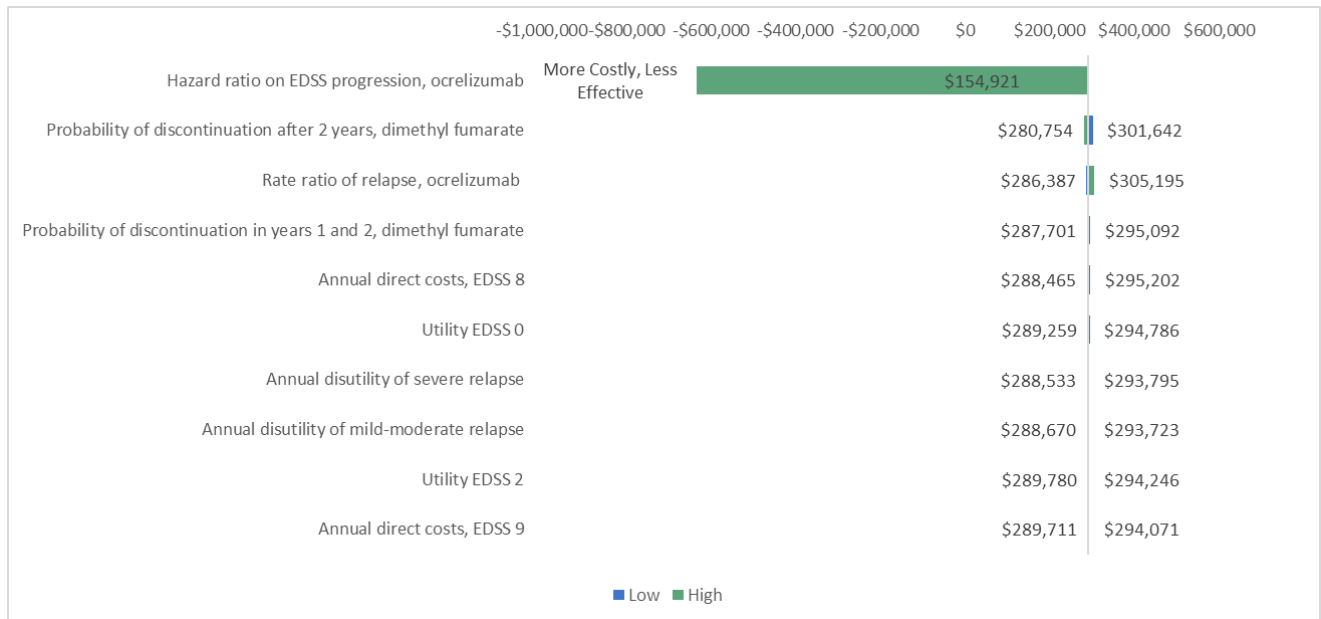 -$1,000,000 -$800,000 -$600,000 -$400,000 -$200,000 $0 $200,000 $400,000 $600,000
Hazard ratio on EDSS progression, ocrelizumab More Costly, Less $154,921
Effective
Probability of discontinuation after 2 years, dimethyl fumarate $280,754 $301,642
Rate ratio of relapse, ocrelizumab $286,387 $305,195
Probability of discontinuation in years 1 and 2, dimethyl fumarate $287,701 $295,092
Annual direct costs, EDSS 8 $288,465 $295,202
Utility EDSS 0 $289,259 $294,786
Annual disutility of severe relapse $288,533 $293,795
Annual disutility of mild-moderate relapse $288,670 $293,723
Utility EDSS 2 $289,780 $294,246
Annual direct costs, EDSS 9 $289,711 $294,071
Low High